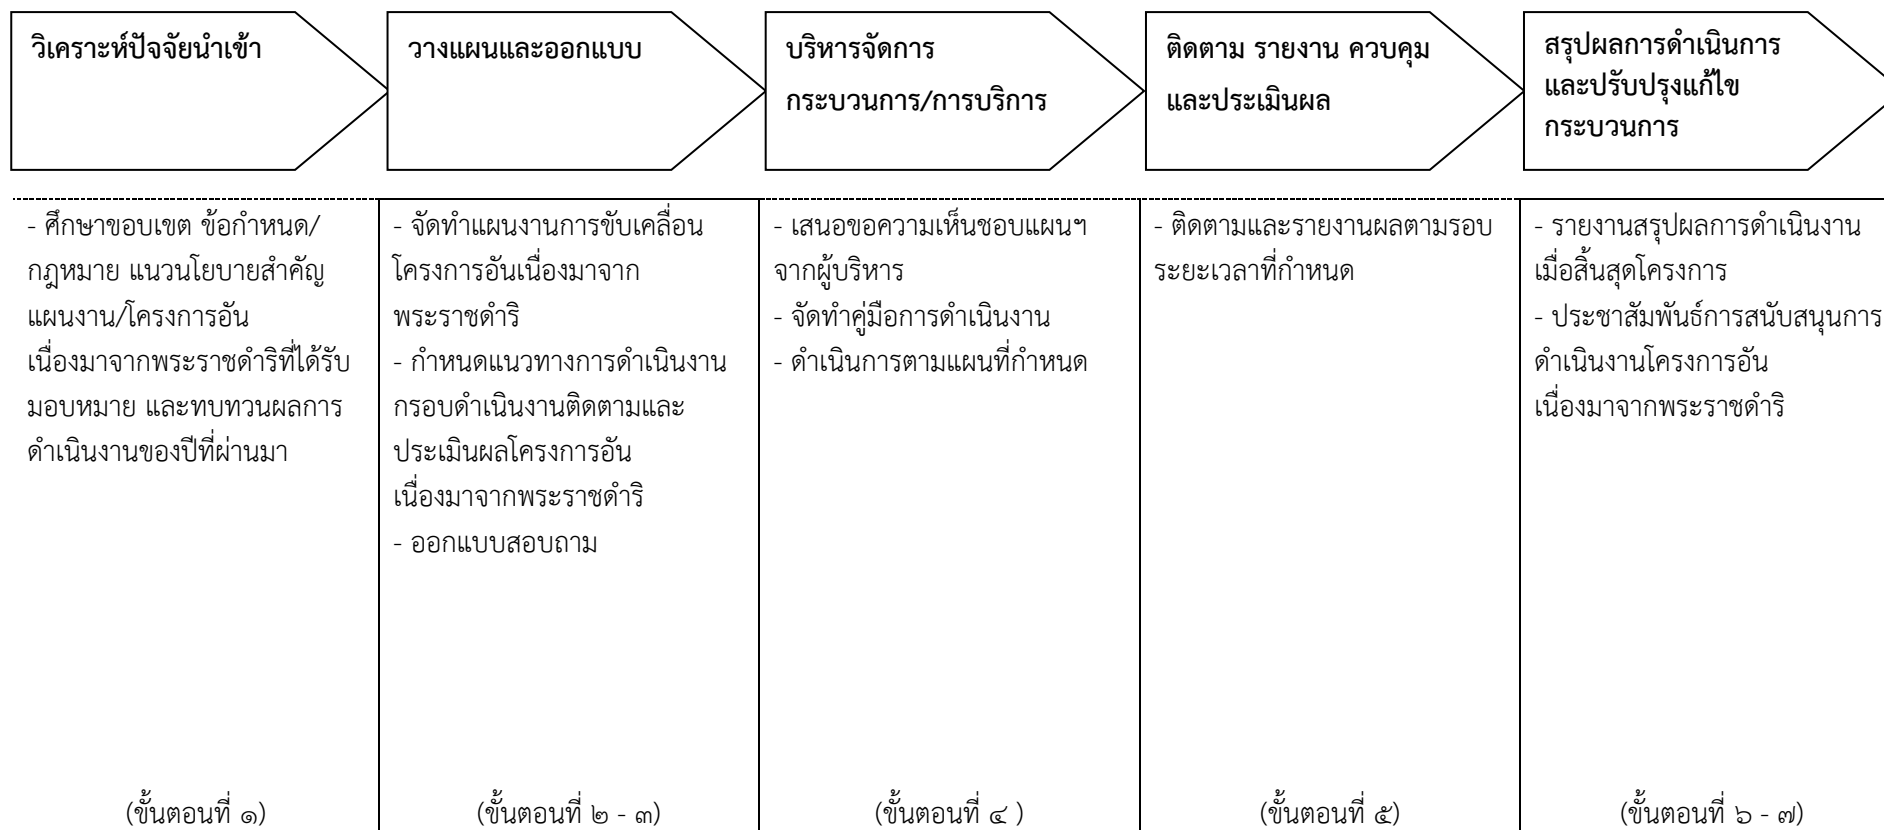 วิเคราะห์ปัจจัยนำเข้า
วางแผนและออกแบบ
บริหารจัดการ
กระบวนการ/การบริการ
ติดตาม รายงาน ควบคุม
และประเมินผล
สรุปผลการดำเนินการ
และปรับปรุงแก้ไข
กระบวนการ
- ศึกษาขอบเขต ข้อกำหนด/
กฎหมาย แนวนโยบายสำคัญ
แผนงาน/โครงการอัน
เนื่องมาจากพระราชดำริที่ได้รับ
มอบหมาย และทบทวนผลการ
ดำเนินงานของปีที่ผ่านมา
(ขั้นตอนที่ ๑)
- จัดทำแผนงานการขับเคลื่อน
โครงการอันเนื่องมาจาก
พระราชดำริ
- กำหนดแนวทางการดำเนินงาน
กรอบดำเนินงานติดตามและ
ประเมินผลโครงการอัน
เนื่องมาจากพระราชดำริ
- ออกแบบสอบถาม
(ขั้นตอนที่ ๒ - ๓)
- เสนอขอความเห็นชอบแผนฯ
จากผู้บริหาร
- จัดทำคู่มือการดำเนินงาน
- ดำเนินการตามแผนที่กำหนด
(ขั้นตอนที่ ๔ )
- ติดตามและรายงานผลตามรอบ
ระยะเวลาที่กำหนด
(ขั้นตอนที่ ๕)
- รายงานสรุปผลการดำเนินงาน
เมื่อสิ้นสุดโครงการ
- ประชาสัมพันธ์การสนับสนุนการ
ดำเนินงานโครงการอัน
เนื่องมาจากพระราชดำริ
(ขั้นตอนที่ ๖ - ๗)